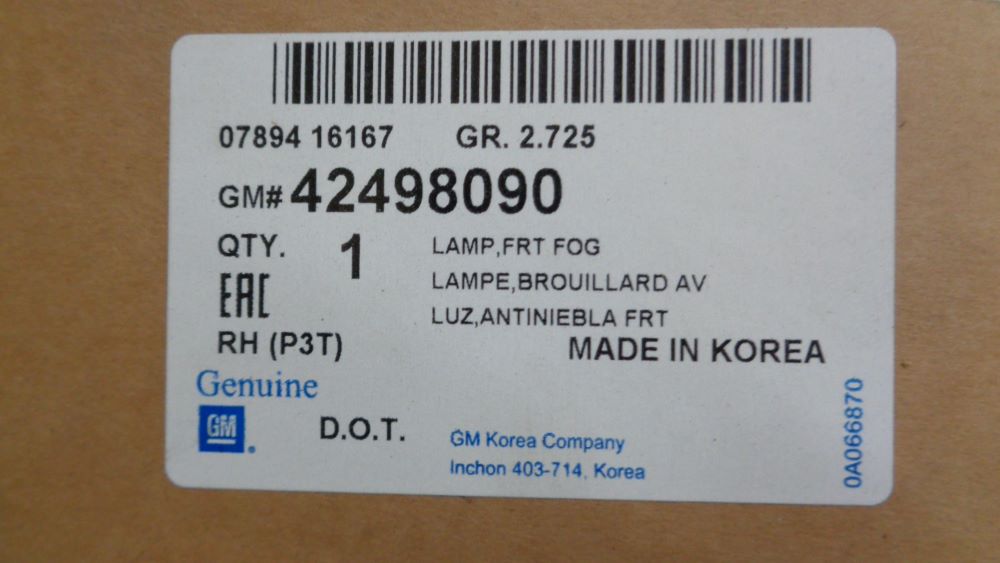 07894 16167 GR. 2.725
GM# 42498090
QTY. 1
LAMP,FRT FOG
LAMPE,BROUILLARD AV
LUZ,ANTINIEBLA FRT
EAC
RH (P3T)
MADE IN KOREA
Genuine
GM
D.O.T.
GM Korea Company
Inchon 403-714, Korea
0A066870